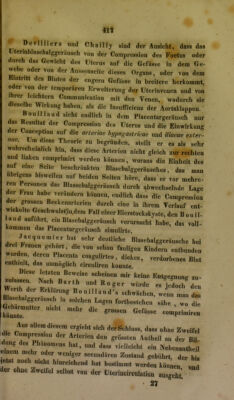 417
Devilliers und Chailly sind der Ansicht, dass das
Uterinblasebalggeräusch von der Compression des Foetus oder
durch das Gewicht des Uterus auf die Gefässe in dem Ge-
webe oder von der Aussenseite dieses Organs, oder von dem
Eintritt des Blutes der engern Gefässe in breitere herkommt,
oder von der temporären Erweiterung der Uterinvenen und von
ihrer leichtern Communication mit den Venen, wodurch sie
dieselbe Wirkung haben, als die Insufficienz der Aortaklappen.
Bouilland sieht endlich in dem Placentargeräusch nur
das Resultat der Compression des Uterus und die Einwirkung
der Conception auf die arteriae hypogastricae und iliacae exter-
nae. Um diese Theorie zu begründen, stellt er es als sehr
wahrscheinlich hin, dass diese Arterien nicht gleich zur rechten
und linken comprimirt werden können, woraus die Einheit des
auf eine Seite beschränkten Blasebalggeräusches, das man
übrigens bisweilen auf beiden Seiten höre, dass er vor mehre-
ren Personen das Blasebalggeräusch durch abwechselnde Lage
der Frau habe verändern können, endlich dass die Compression
der grossen Beckenarterien durch eine in ihrem Verlauf ent-
wickelte Geschwulst (in dem Fall einer Eierstockskyste, den Bouil-
land anführt, ein Blasebalggeräusch verursacht habe, das voll-
kommen das Placentargeräusch simulirte.
Jacquemier hat sehr deutliche Blasebalggeräusche bei
drei Frauen gehört, die von schon fauligen Kindern entbunden
worden, deren Placenta eingefilztes, dickes, verdorbenes Blut
enthielt, das unmöglich circuliren konnte.
Diese letzten Beweise scheinen mir keine Entgegnung zu-
zulassen. Nach Barth und Roger würde es jedoch den
Werth der Erklärung Bouilland's schwächen, wenn man das
Blasebalggeräusch in solchen Lagen fortbestehen sähe, wo die
Gebärmutter nicht mehr die grossen Gefässe comprimiren
könnte.
Aus allem diesem ergiebt sich der Schluss, dass ohne Zweifel
die Compression der Arterien den grössten Antheil an der Bil-
dung des Phänomens hat, und dass vielleicht ein Nebenantheil
einem mehr oder weniger secundären Zustand gebührt, der bis
jetzt noch nicht hinreichend hat bestimmt werden können, und
der ohne Zweifel selbst von der Uterincirculation ausgeht.
27